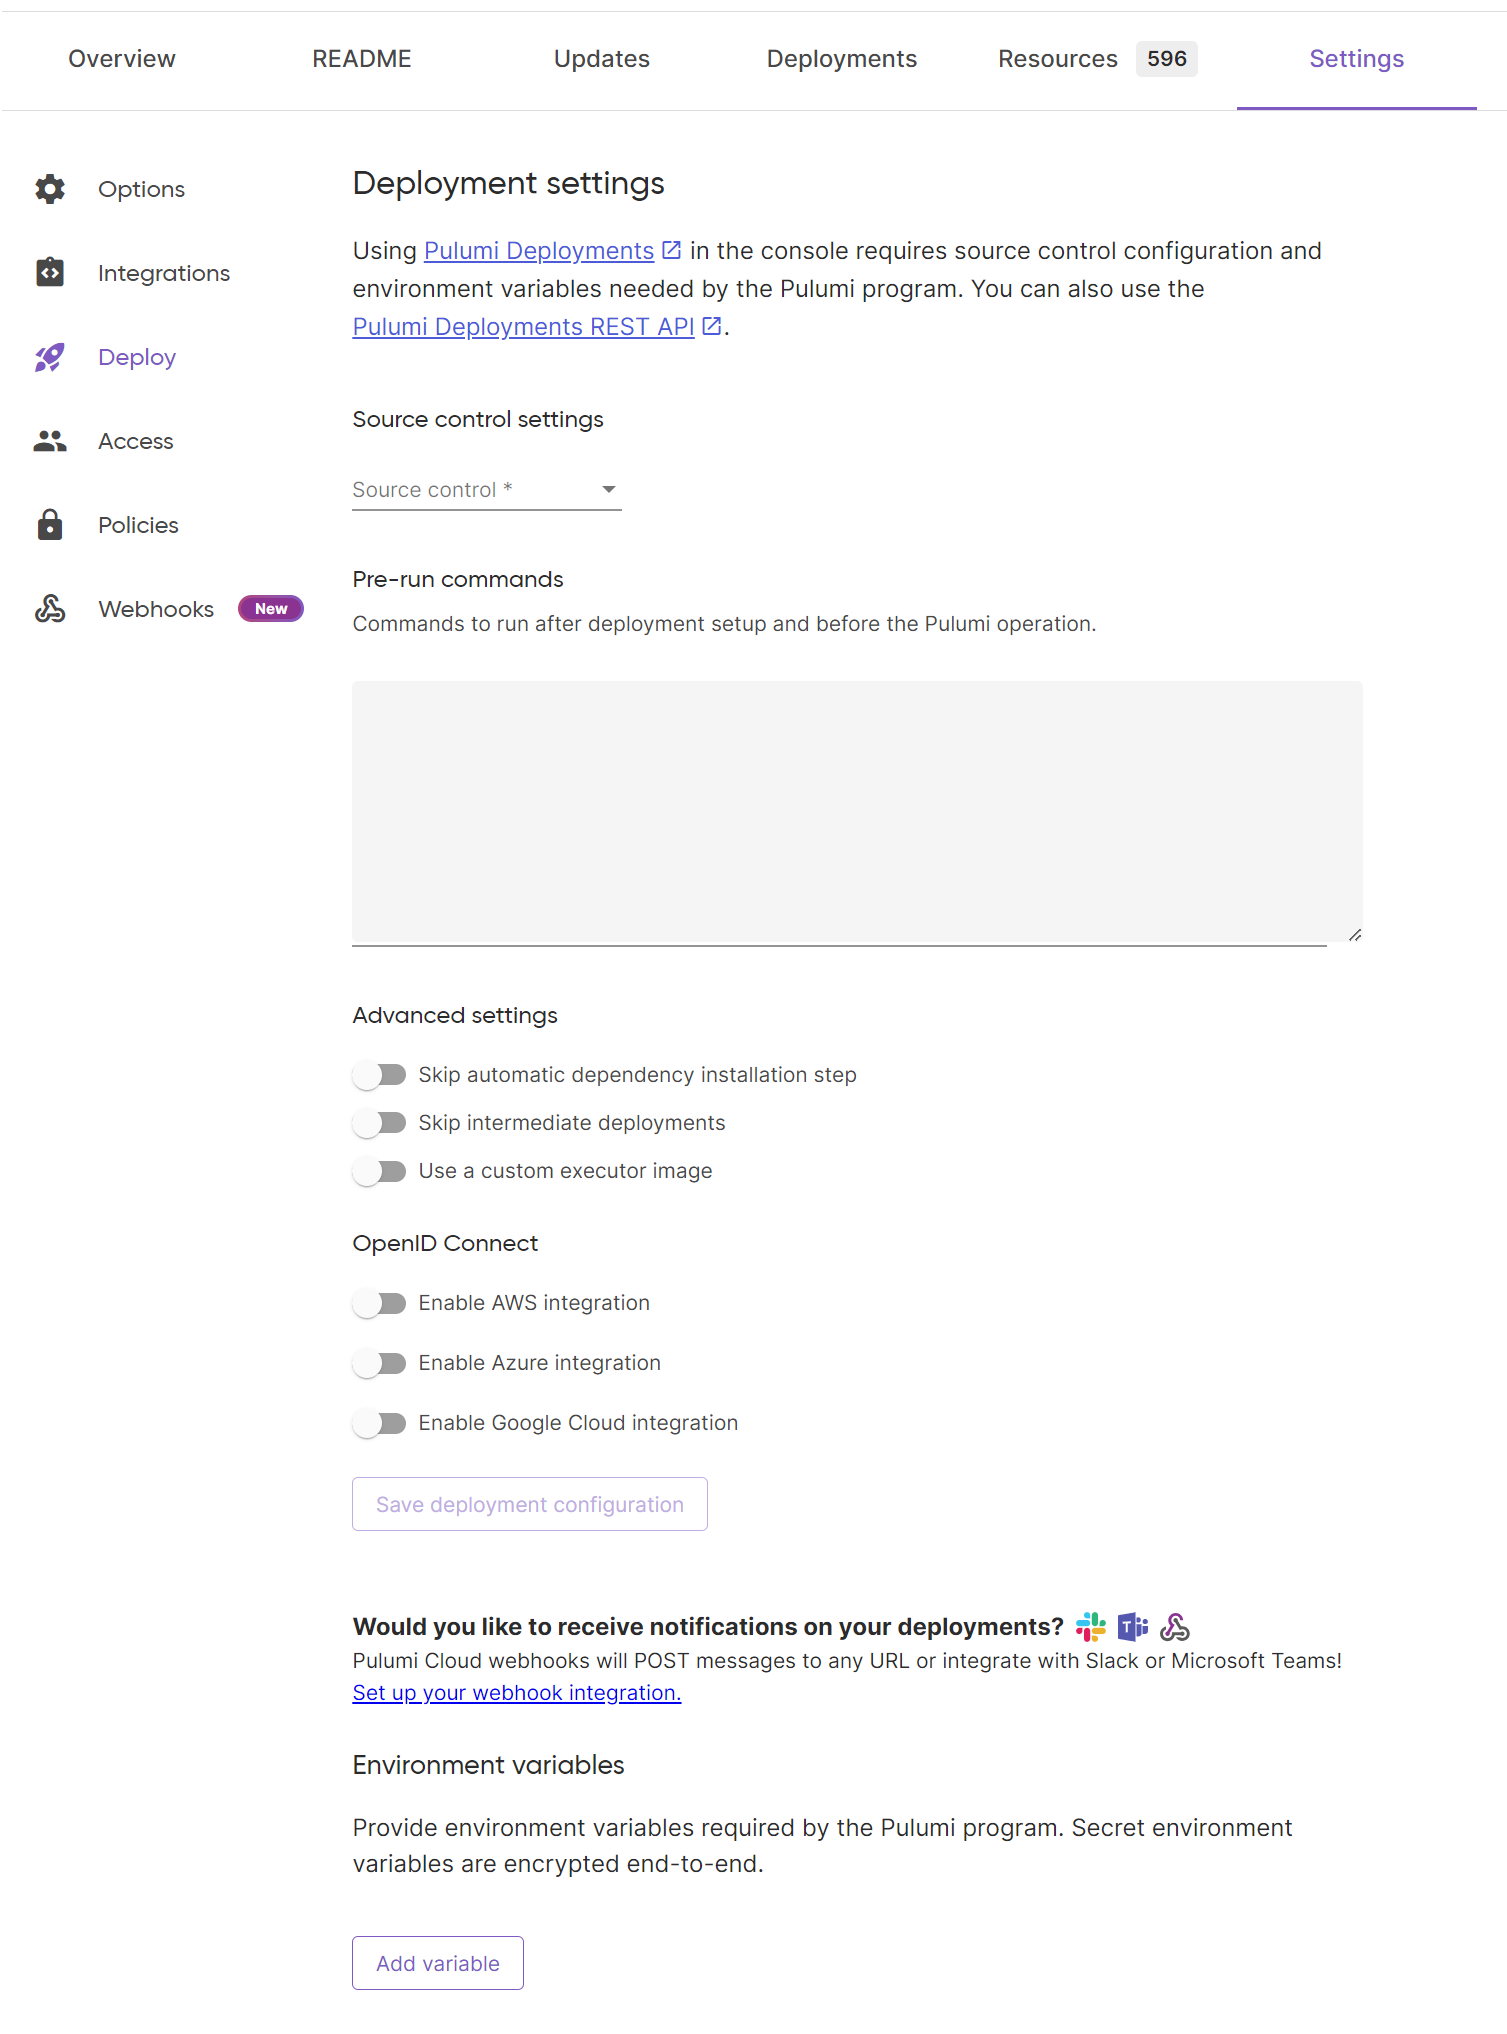 Overview README Updates Deployments Resources 596 Settings
Options
Integrations
Deploy
Access
Policies
Webhooks New
Deployment settings
Using Pulumi Deployments in the console requires source control configuration and
environment variables needed by the Pulumi program. You can also use the
Pulumi Deployments REST API.
Source control settings
Source control *
Pre-run commands
Commands to run after deployment setup and before the Pulumi operation.
Advanced settings
Skip automatic dependency installation step
Skip intermediate deployments
Use a custom executor image
OpenID Connect
Enable AWS integration
Enable Azure integration
Enable Google Cloud integration
Save deployment configuration
Would you like to receive notifications on your deployments?
Pulumi Cloud webhooks will POST messages to any URL or integrate with Slack or Microsoft Teams!
Set up your webhook integration.
Environment variables
Provide environment variables required by the Pulumi program. Secret environment
variables are encrypted end-to-end.
Add variable